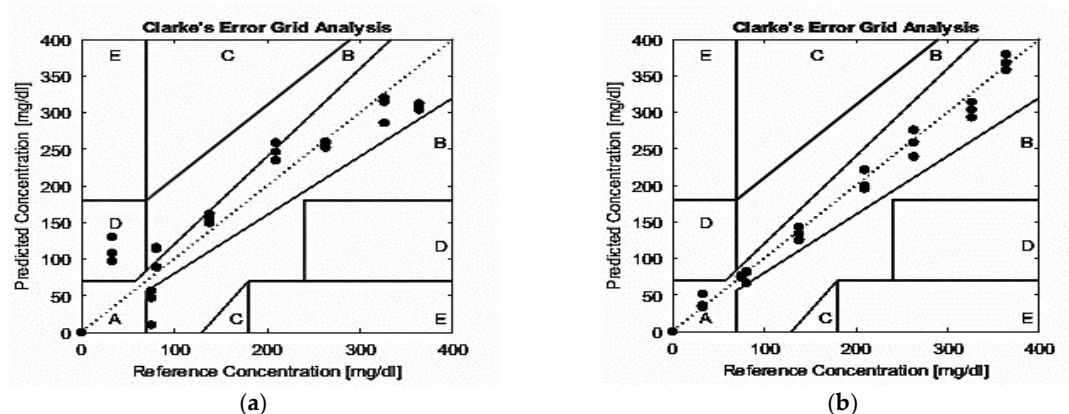 Clarke's Error Grid Analysis
400
350
300
250
200
150
100
50
0
Predicted Concentration [mg/dl]
E
C
B
B
D
D
A
C
E
0 100 200 300 400
Reference Concentration [mg/dl]
(a)
Clarke's Error Grid Analysis
400
350
300
250
200
150
100
50
0
Predicted Concentration [mg/dl]
E
C
B
B
D
D
A
C
E
0 100 200 300 400
Reference Concentration [mg/dl]
(b)